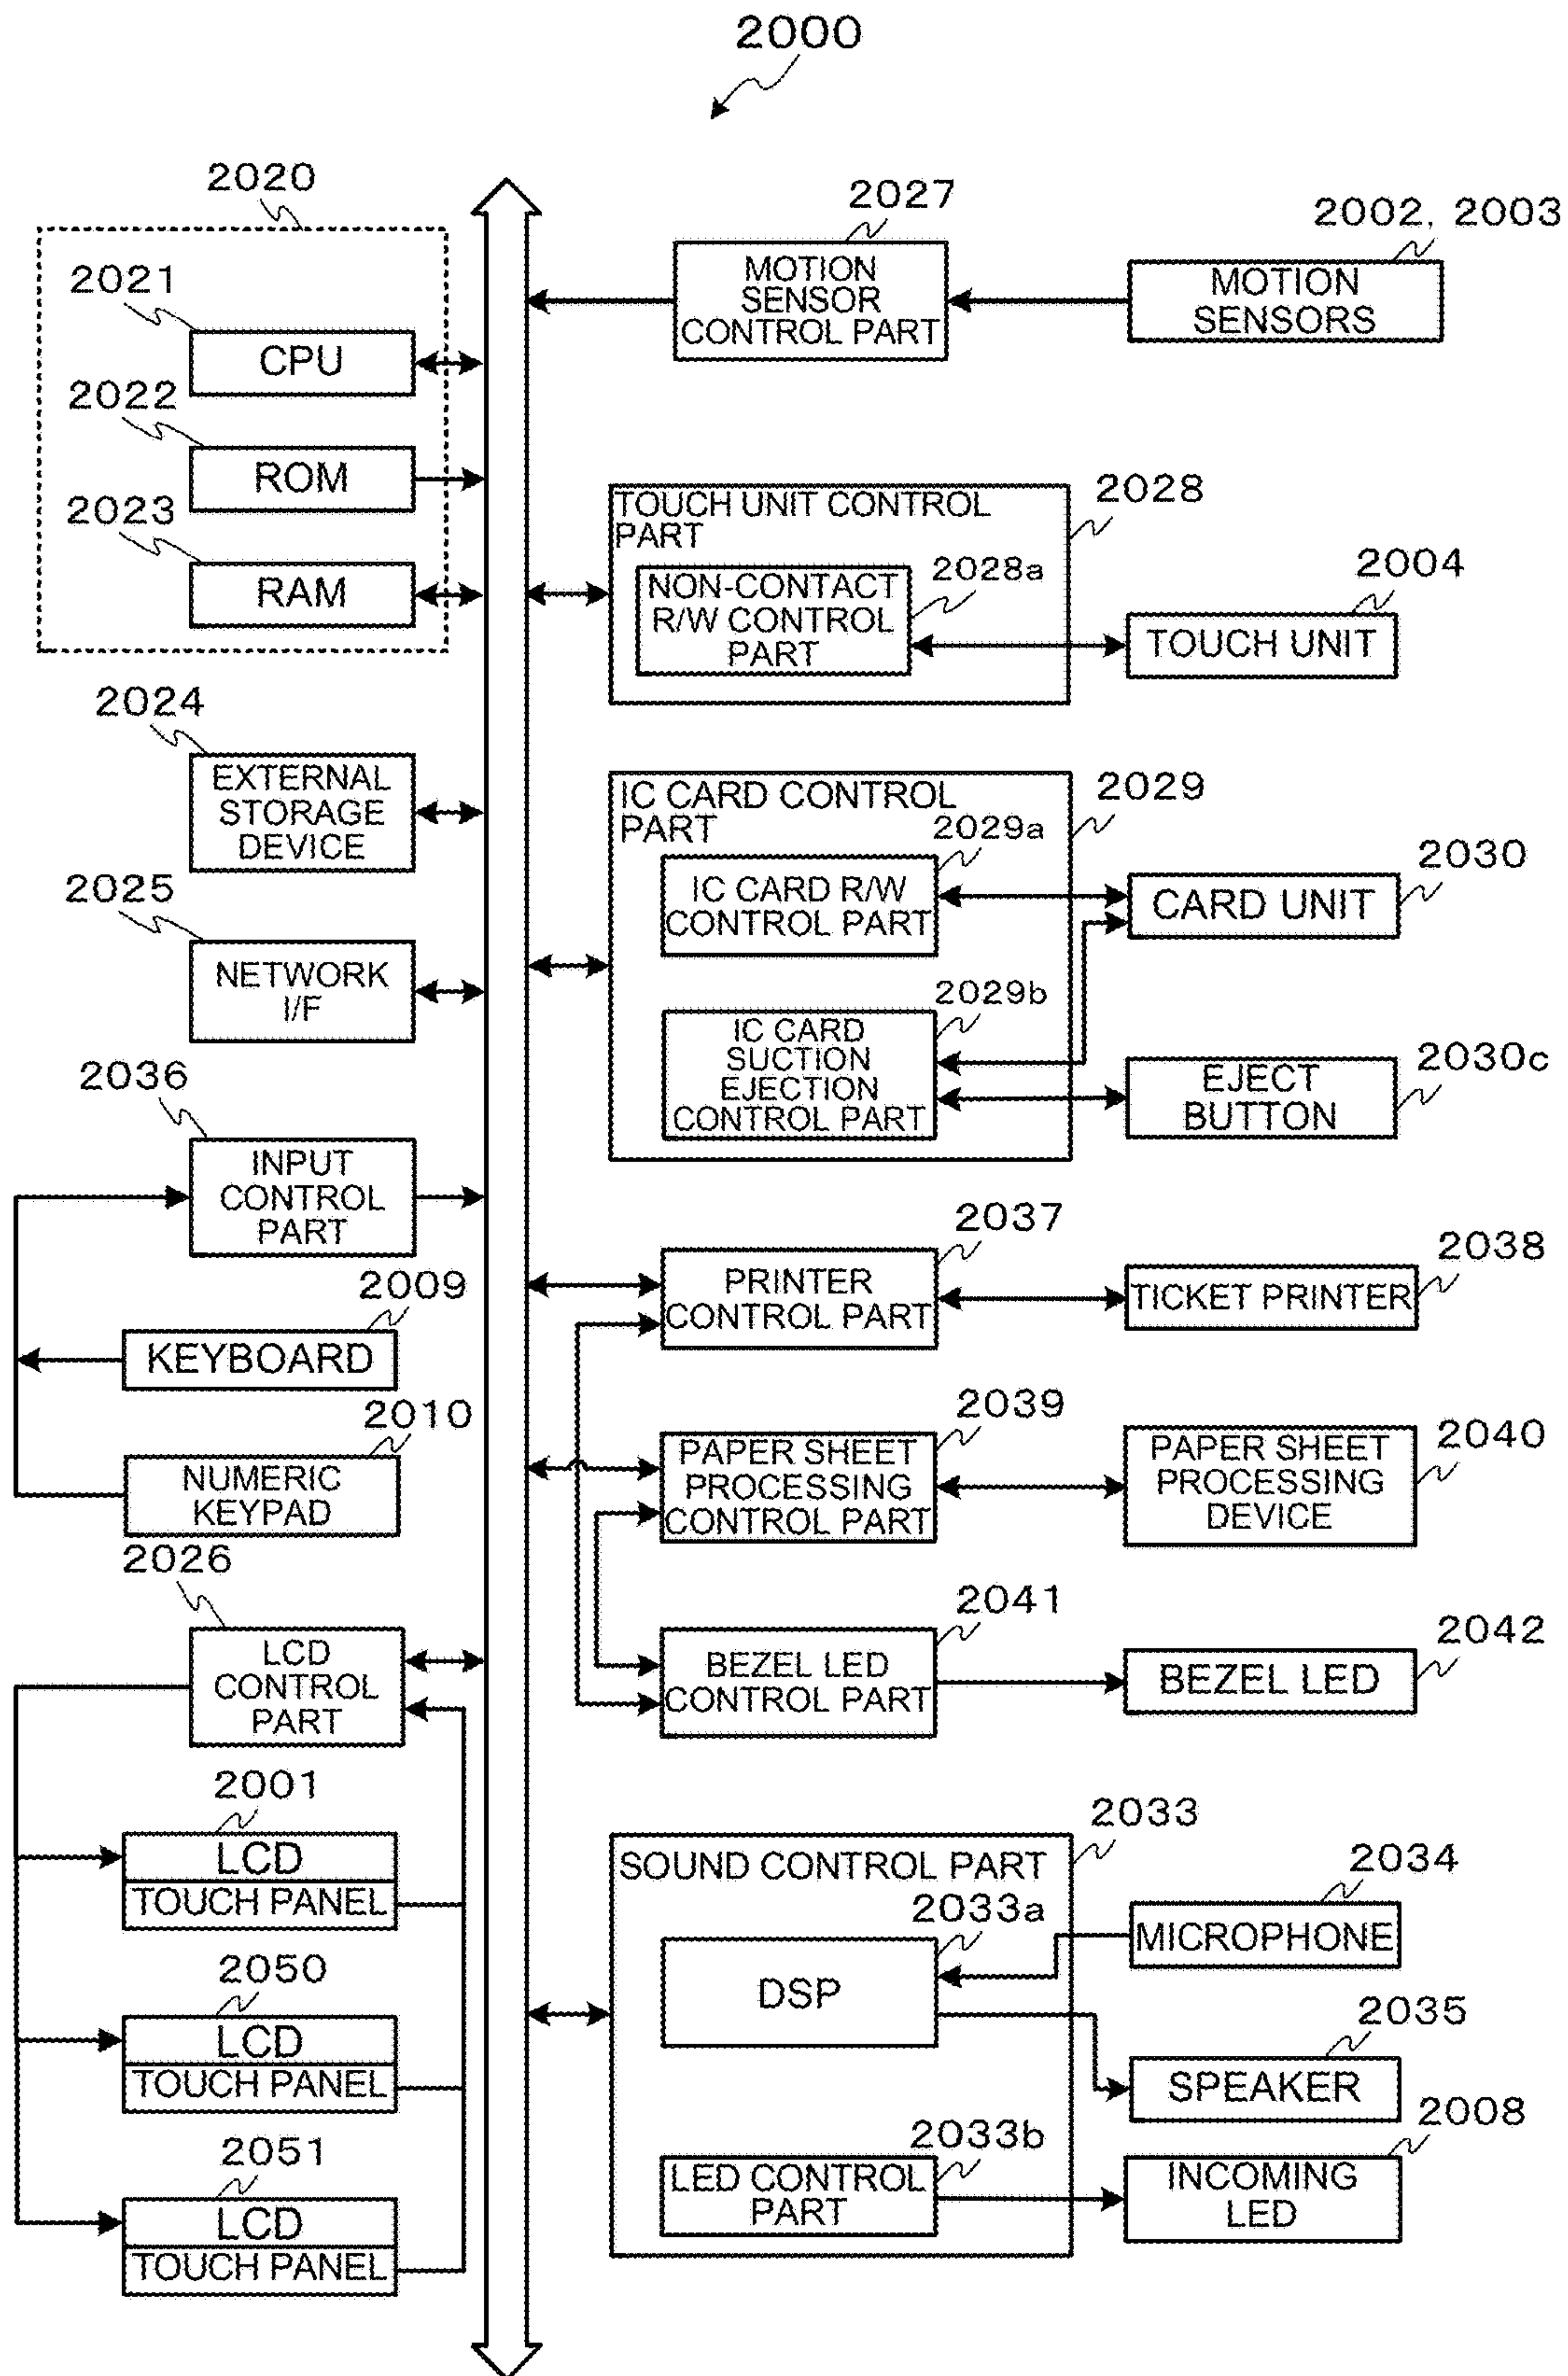 2000
2020
2021
CPU
2022
ROM
2023
RAM
2024
EXTERNAL
STORAGE
DEVICE
2025
NETWORK
I/F
2036
INPUT
CONTROL
PART
2009
KEYBOARD
2010
NUMERIC
KEYPAD
2026
LCD
CONTROL
PART
2001
LCD
TOUCH PANEL
2050
LCD
TOUCH PANEL
2051
LCD
TOUCH PANEL
2027
MOTION
SENSOR
CONTROL PART
2002, 2003
MOTION
SENSORS
2028
TOUCH UNIT CONTROL
PART
2028a
NON-CONTACT
R/W CONTROL
PART
2004
TOUCH UNIT
2029
IC CARD CONTROL
PART
2029a
IC CARD R/W
CONTROL PART
2030
CARD UNIT
2029b
IC CARD
SUCTION
EJECTION
CONTROL PART
2030c
EJECT
BUTTON
2037
PRINTER
CONTROL PART
2038
TICKET PRINTER
2039
PAPER SHEET
PROCESSING
CONTROL PART
2040
PAPER SHEET
PROCESSING
DEVICE
2041
BEZEL LED
CONTROL PART
2042
BEZEL LED
2033
SOUND CONTROL PART
2033a
DSP
2034
MICROPHONE
2035
SPEAKER
2033b
LED CONTROL
PART
2008
INCOMING
LED